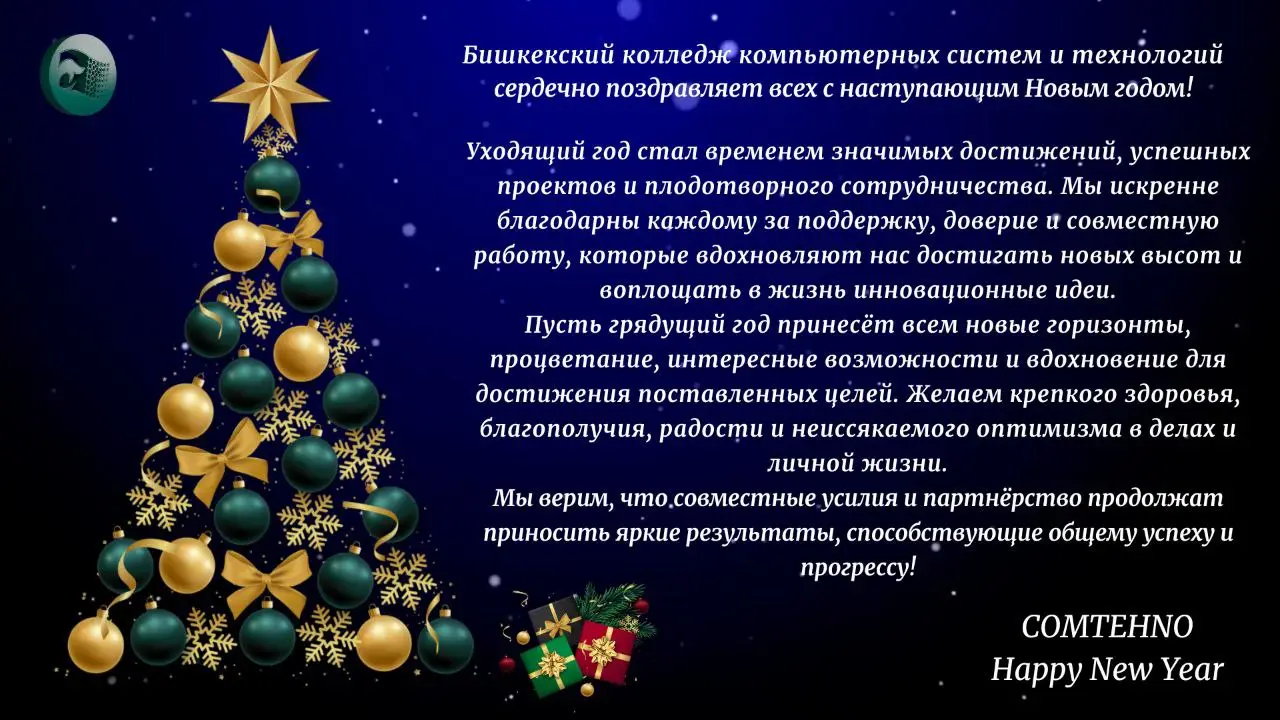 Бишкекский колледж компьютерных систем и технологий
сердечно поздравляет всех с наступающим Новым годом!
Уходящий год стал временем значимых достижений, успешных
проектов и плодотворного сотрудничества. Мы искренне
благодарны каждому за поддержку, доверие и совместную
работу, которые вдохновляют нас достигать новых высот и
воплощать в жизнь инновационные идеи.
Пусть грядущий год принесёт всем новые горизонты,
процветание, интересные возможности и вдохновение для
достижения поставленных целей. Желаем крепкого здоровья,
благополучия, радости и неиссякаемого оптимизма в делах и
личной жизни.
Мы верим, что совместные усилия и партнёрство продолжат
приносить яркие результаты, способствующие общему успеху и
прогрессу!
COMTEHNO
Happy New Year